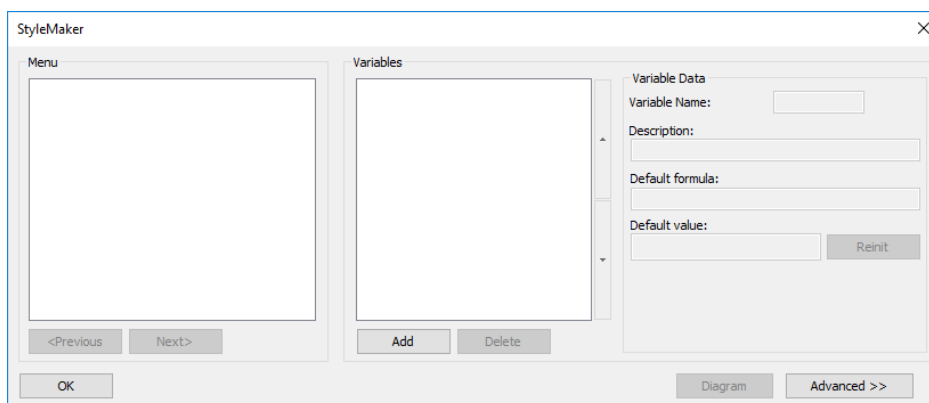 StyleMaker
Menu
Variables
Variable Data
Variable Name:
Description:
Default formula:
Default value:
Reinit
<Previous
Next>
Add
Delete
OK
Diagram
Advanced >>